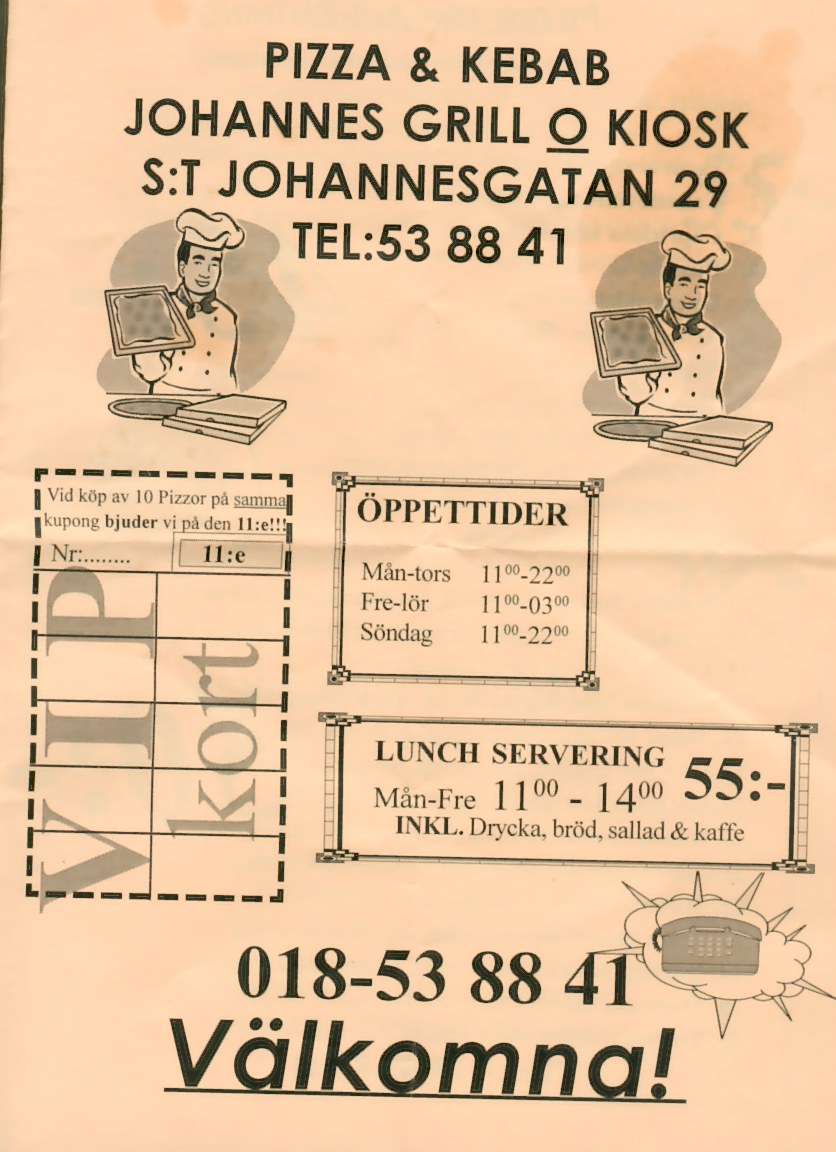 PIZZA & KEBAB
JOHANNES GRILL O KIOSK
S:T JOHANNESGATAN 29
TEL:53 88 41
Vid köp av 10 Pizzor på samma
kupong bjuder vi på den 11:e!!!
Nr:......... 11:e
VIP
kort
ÖPPETTIDER
Mån-tors 11⁰⁰-22⁰⁰
Fre-lör 11⁰⁰-03⁰⁰
Söndag 11⁰⁰-22⁰⁰
LUNCH SERVERING 55:-
Mån-Fre 11⁰⁰ - 14⁰⁰
INKL. Drycka, bröd, sallad & kaffe
018-53 88 41
Välkomna!